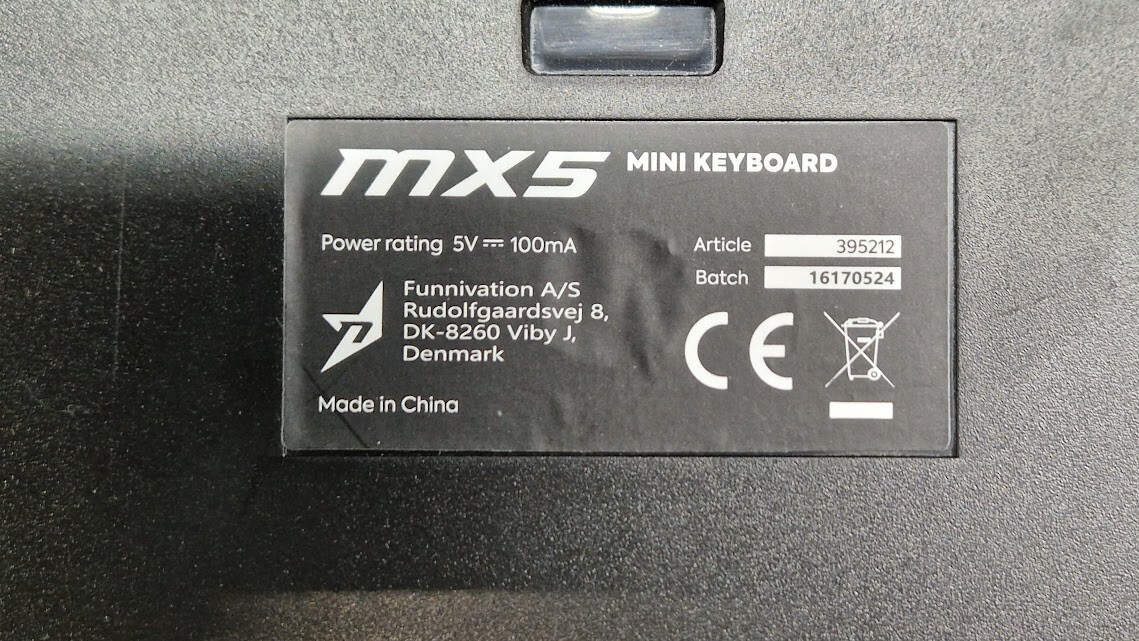 MX5 MINI KEYBOARD
Power rating 5V ⎓ 100mA
Article 395212
Batch 16170524
Funnivation A/S
Rudolfgaardsvej 8,
DK-8260 Viby J,
Denmark
CE
Made in China